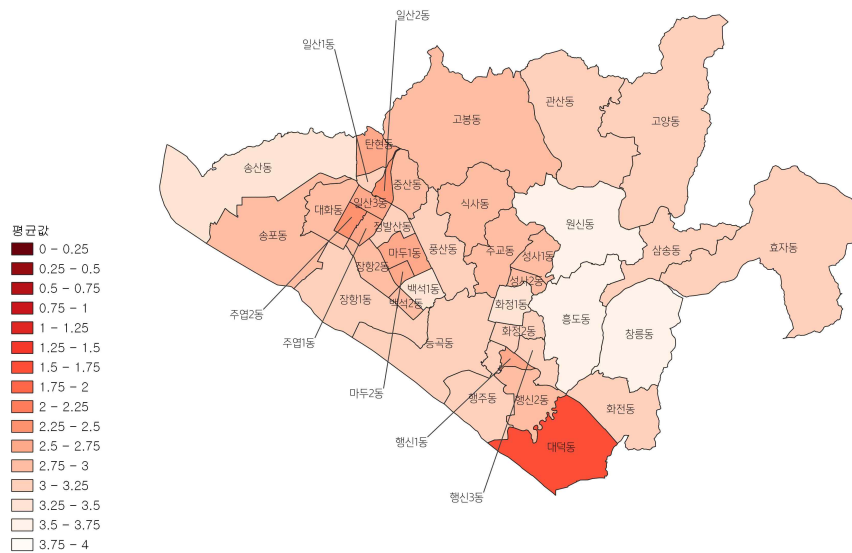 일산2동
일산1동
관산동
고양동
고봉동
탄현동
송산동
중산동
식사동
일산3동
대화동
정발산동
원신동
송포동
풍산동
마두1동
주교동
성사1동
삼송동
효자동
장항2동
성사2동
백석1동
평균값
0 - 0.25
0.25 - 0.5
0.5 - 0.75
0.75 - 1
1 - 1.25
1.25 - 1.5
1.5 - 1.75
1.75 - 2
2 - 2.25
2.25 - 2.5
2.5 - 2.75
2.75 - 3
3 - 3.25
3.25 - 3.5
3.5 - 3.75
3.75 - 4
장항1동
백석2동
화정1동
주엽2동
흥도동
창릉동
화정2동
주엽1동
능곡동
마두2동
행주동
행신2동
화전동
행신1동
대덕동
행신3동